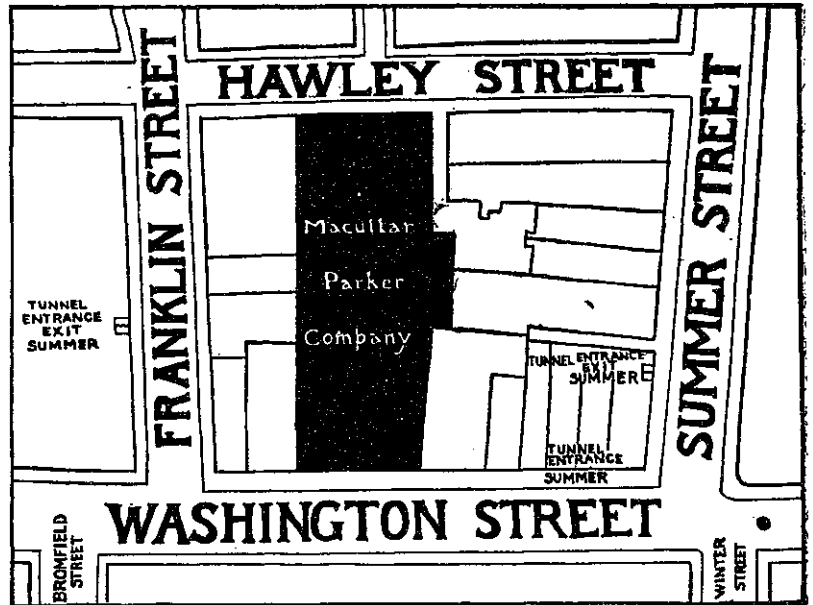 HAWLEY STREET
FRANKLIN STREET
SUMMER STREET
Macullar
Parker
Company
TUNNEL
ENTRANCE
EXIT
SUMMER
TUNNEL ENTRANCE
EXIT
SUMMER
TUNNEL
ENTRANCE
SUMMER
WASHINGTON STREET
BROMFIELD
STREET
WINTER
STREET